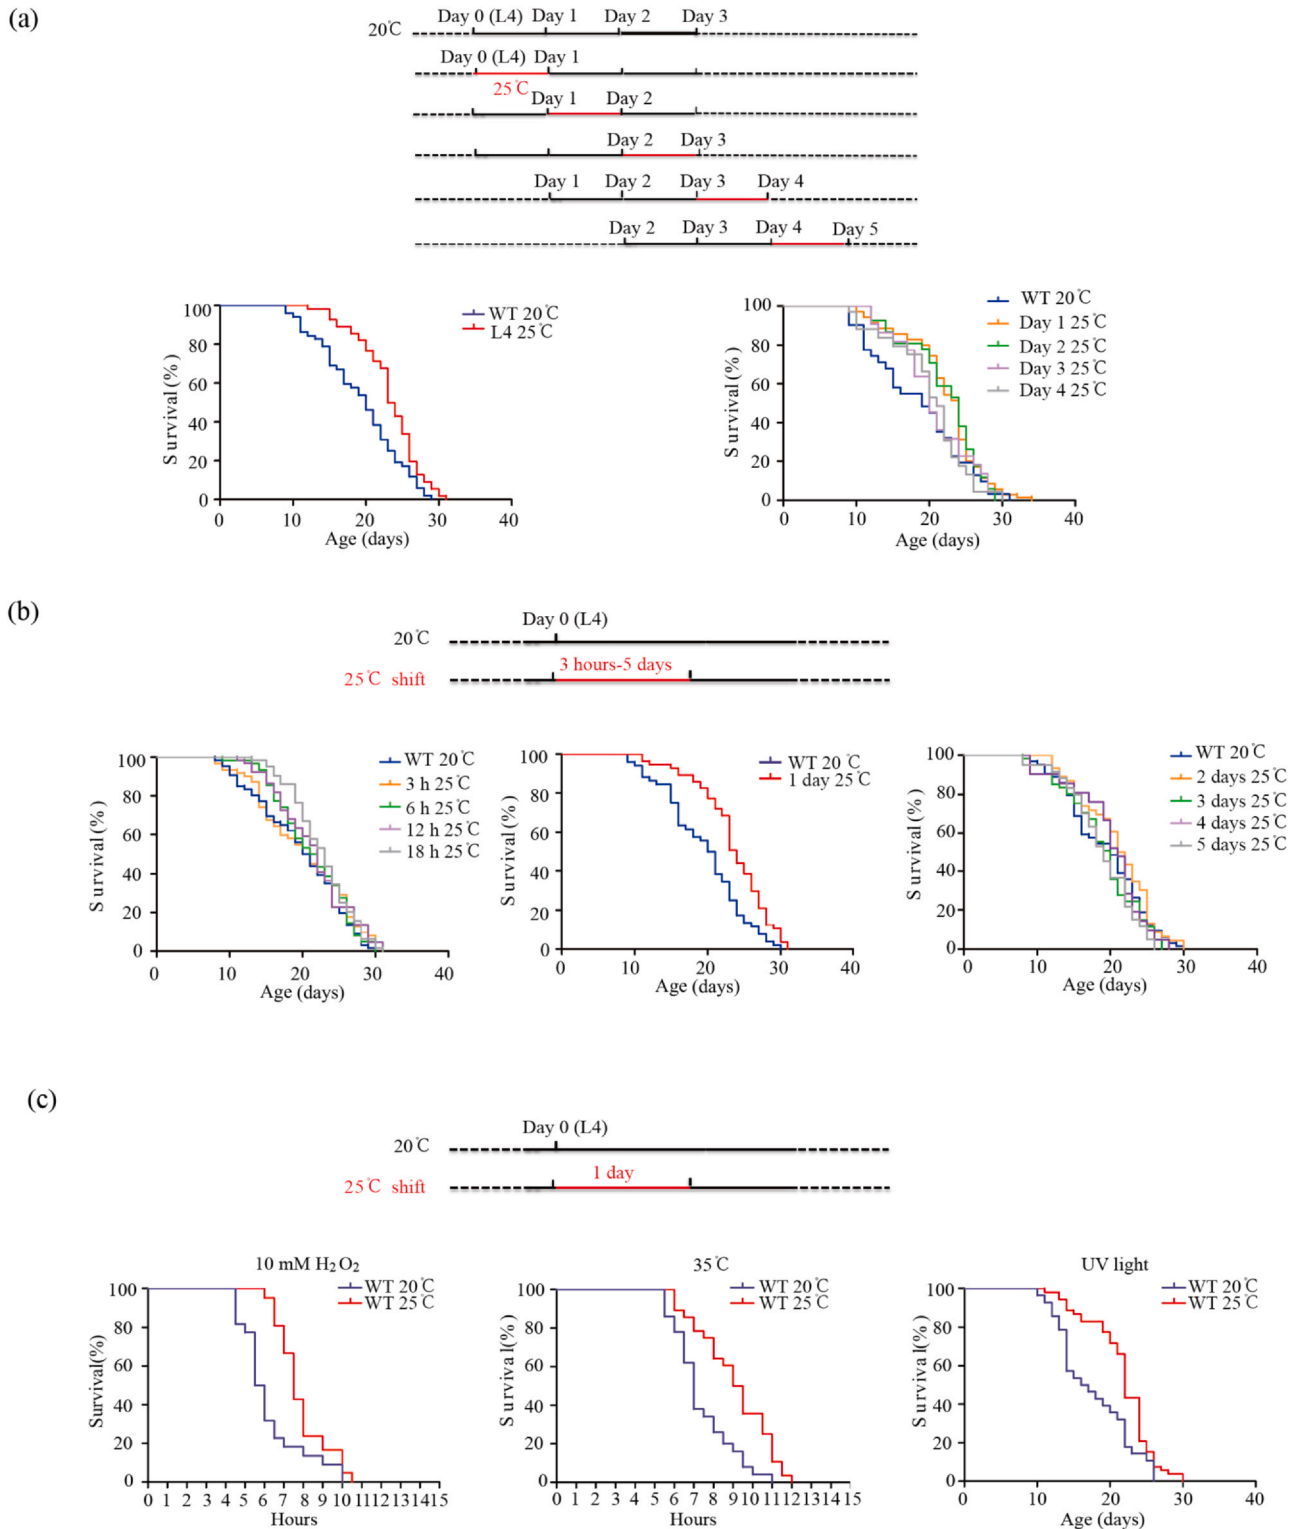 (a)
Day 0 (L4) Day 1 Day 2 Day 3
20℃
Day 0 (L4) Day 1
25℃
Day 1 Day 2
Day 2 Day 3
Day 1 Day 2 Day 3 Day 4
Day 2 Day 3 Day 4 Day 5
100
80
60
40
20
0
Survival(%)
0 10 20 30 40
Age (days)
WT 20℃
L4 25℃
100
80
60
40
20
0
Survival(%)
0 10 20 30 40
Age (days)
WT 20℃
Day 1 25℃
Day 2 25℃
Day 3 25℃
Day 4 25℃
(b)
Day 0 (L4)
20℃
3 hours-5 days
25℃ shift
100
80
60
40
20
0
Survival(%)
0 10 20 30 40
Age (days)
WT 20℃
3 h 25℃
6 h 25℃
12 h 25℃
18 h 25℃
100
80
60
40
20
0
Survival(%)
0 10 20 30 40
Age (days)
WT 20℃
1 day 25℃
100
80
60
40
20
0
Survival(%)
0 10 20 30 40
Age (days)
WT 20℃
2 days 25℃
3 days 25℃
4 days 25℃
5 days 25℃
(c)
Day 0 (L4)
20℃
1 day
25℃ shift
10 mM H₂O₂
WT 20℃
WT 25℃
100
80
60
40
20
0
Survival(%)
0 1 2 3 4 5 6 7 8 9 10 11 12 13 14 15
Hours
35℃
WT 20℃
WT 25℃
100
80
60
40
20
0
Survival(%)
0 1 2 3 4 5 6 7 8 9 10 11 12 13 14 15
Hours
UV light
WT 20℃
WT 25℃
100
80
60
40
20
0
Survival(%)
0 10 20 30 40
Age (days)